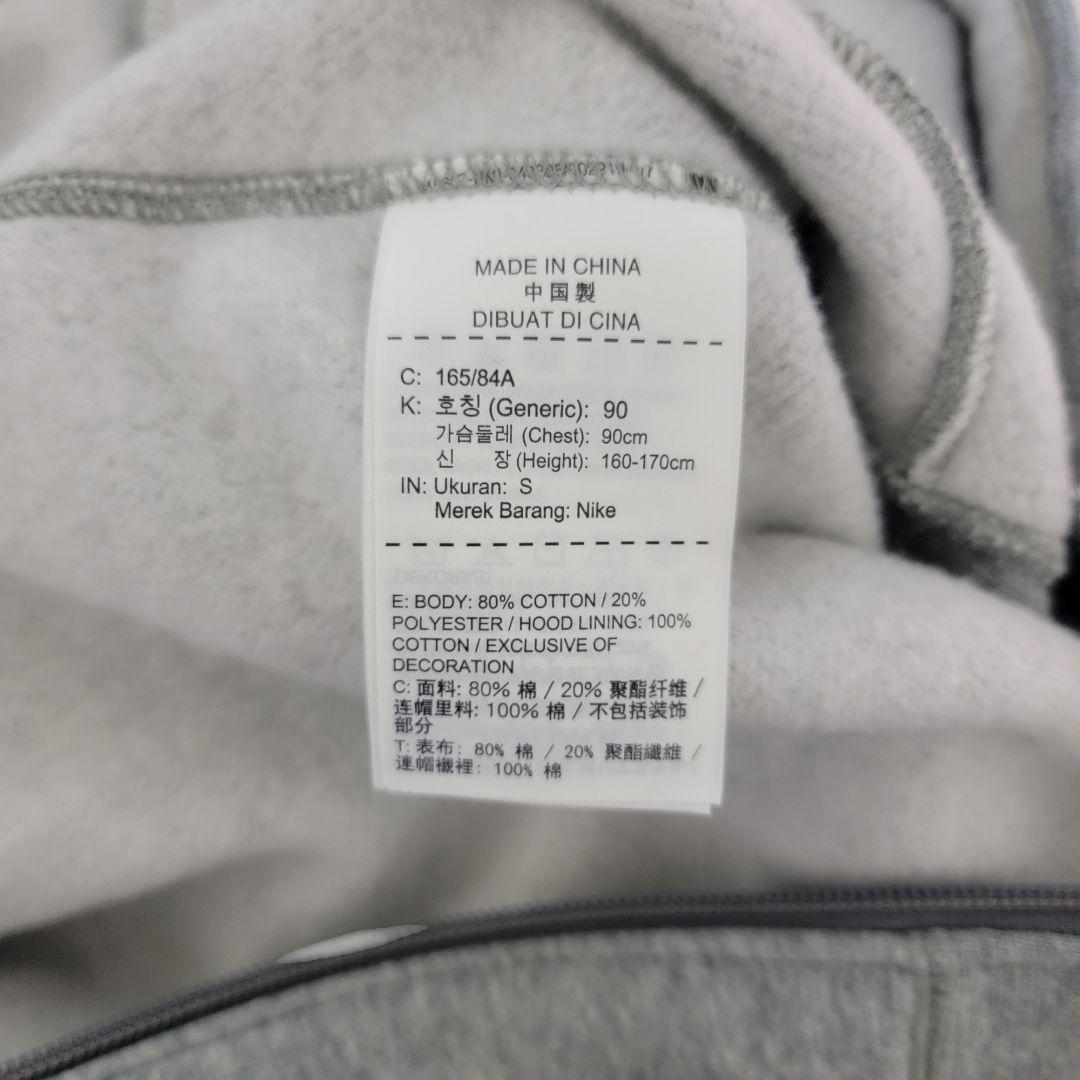 MADE IN CHINA
中国製
DIBUAT DI CINA
C: 165/84A
K: 호칭 (Generic): 90
가슴둘레 (Chest): 90cm
신 장 (Height): 160-170cm
IN: Ukuran: S
Merek Barang: Nike
E: BODY: 80% COTTON / 20%
POLYESTER / HOOD LINING: 100%
COTTON / EXCLUSIVE OF
DECORATION
C: 面料: 80% 棉 / 20% 聚酯纤维 /
连帽里料: 100% 棉 / 不包括装饰
部分
T: 表布: 80% 棉 / 20% 聚酯纖維 /
連帽襯裡: 100% 棉